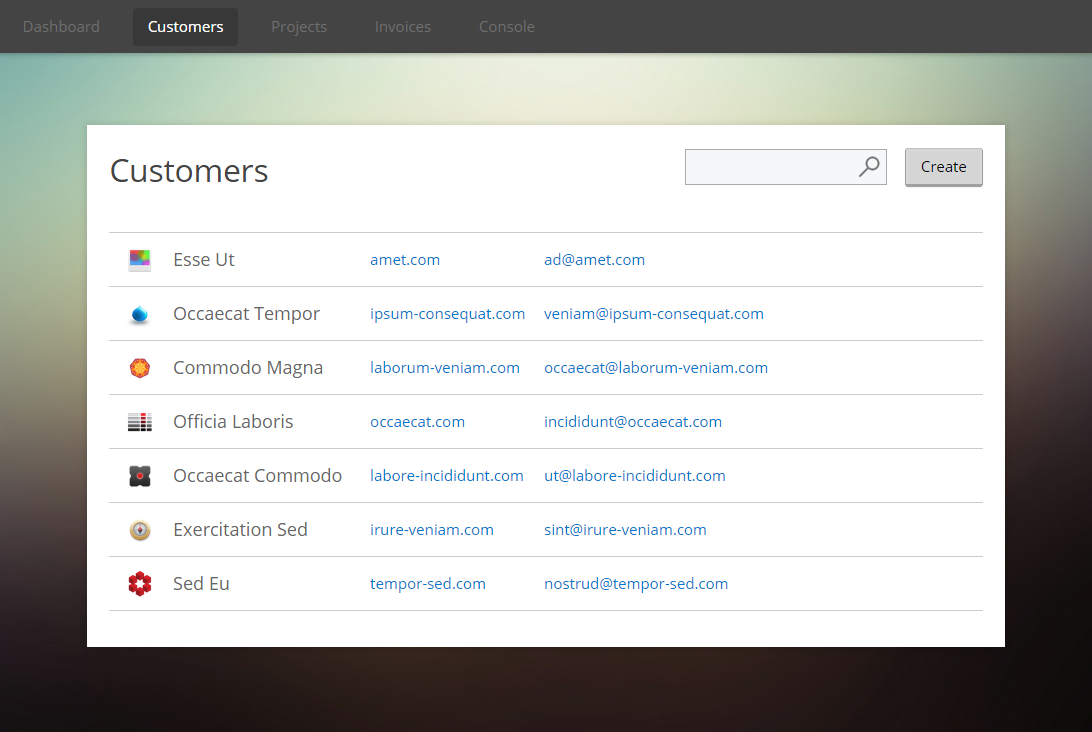 Dashboard Customers Projects Invoices Console
Customers
Create
Esse Ut amet.com ad@amet.com
Occaecat Tempor ipsum-consequat.com veniam@ipsum-consequat.com
Commodo Magna laborum-veniam.com occaecat@laborum-veniam.com
Officia Laboris occaecat.com incididunt@occaecat.com
Occaecat Commodo labore-incididunt.com ut@labore-incididunt.com
Exercitation Sed irure-veniam.com sint@irure-veniam.com
Sed Eu tempor-sed.com nostrud@tempor-sed.com